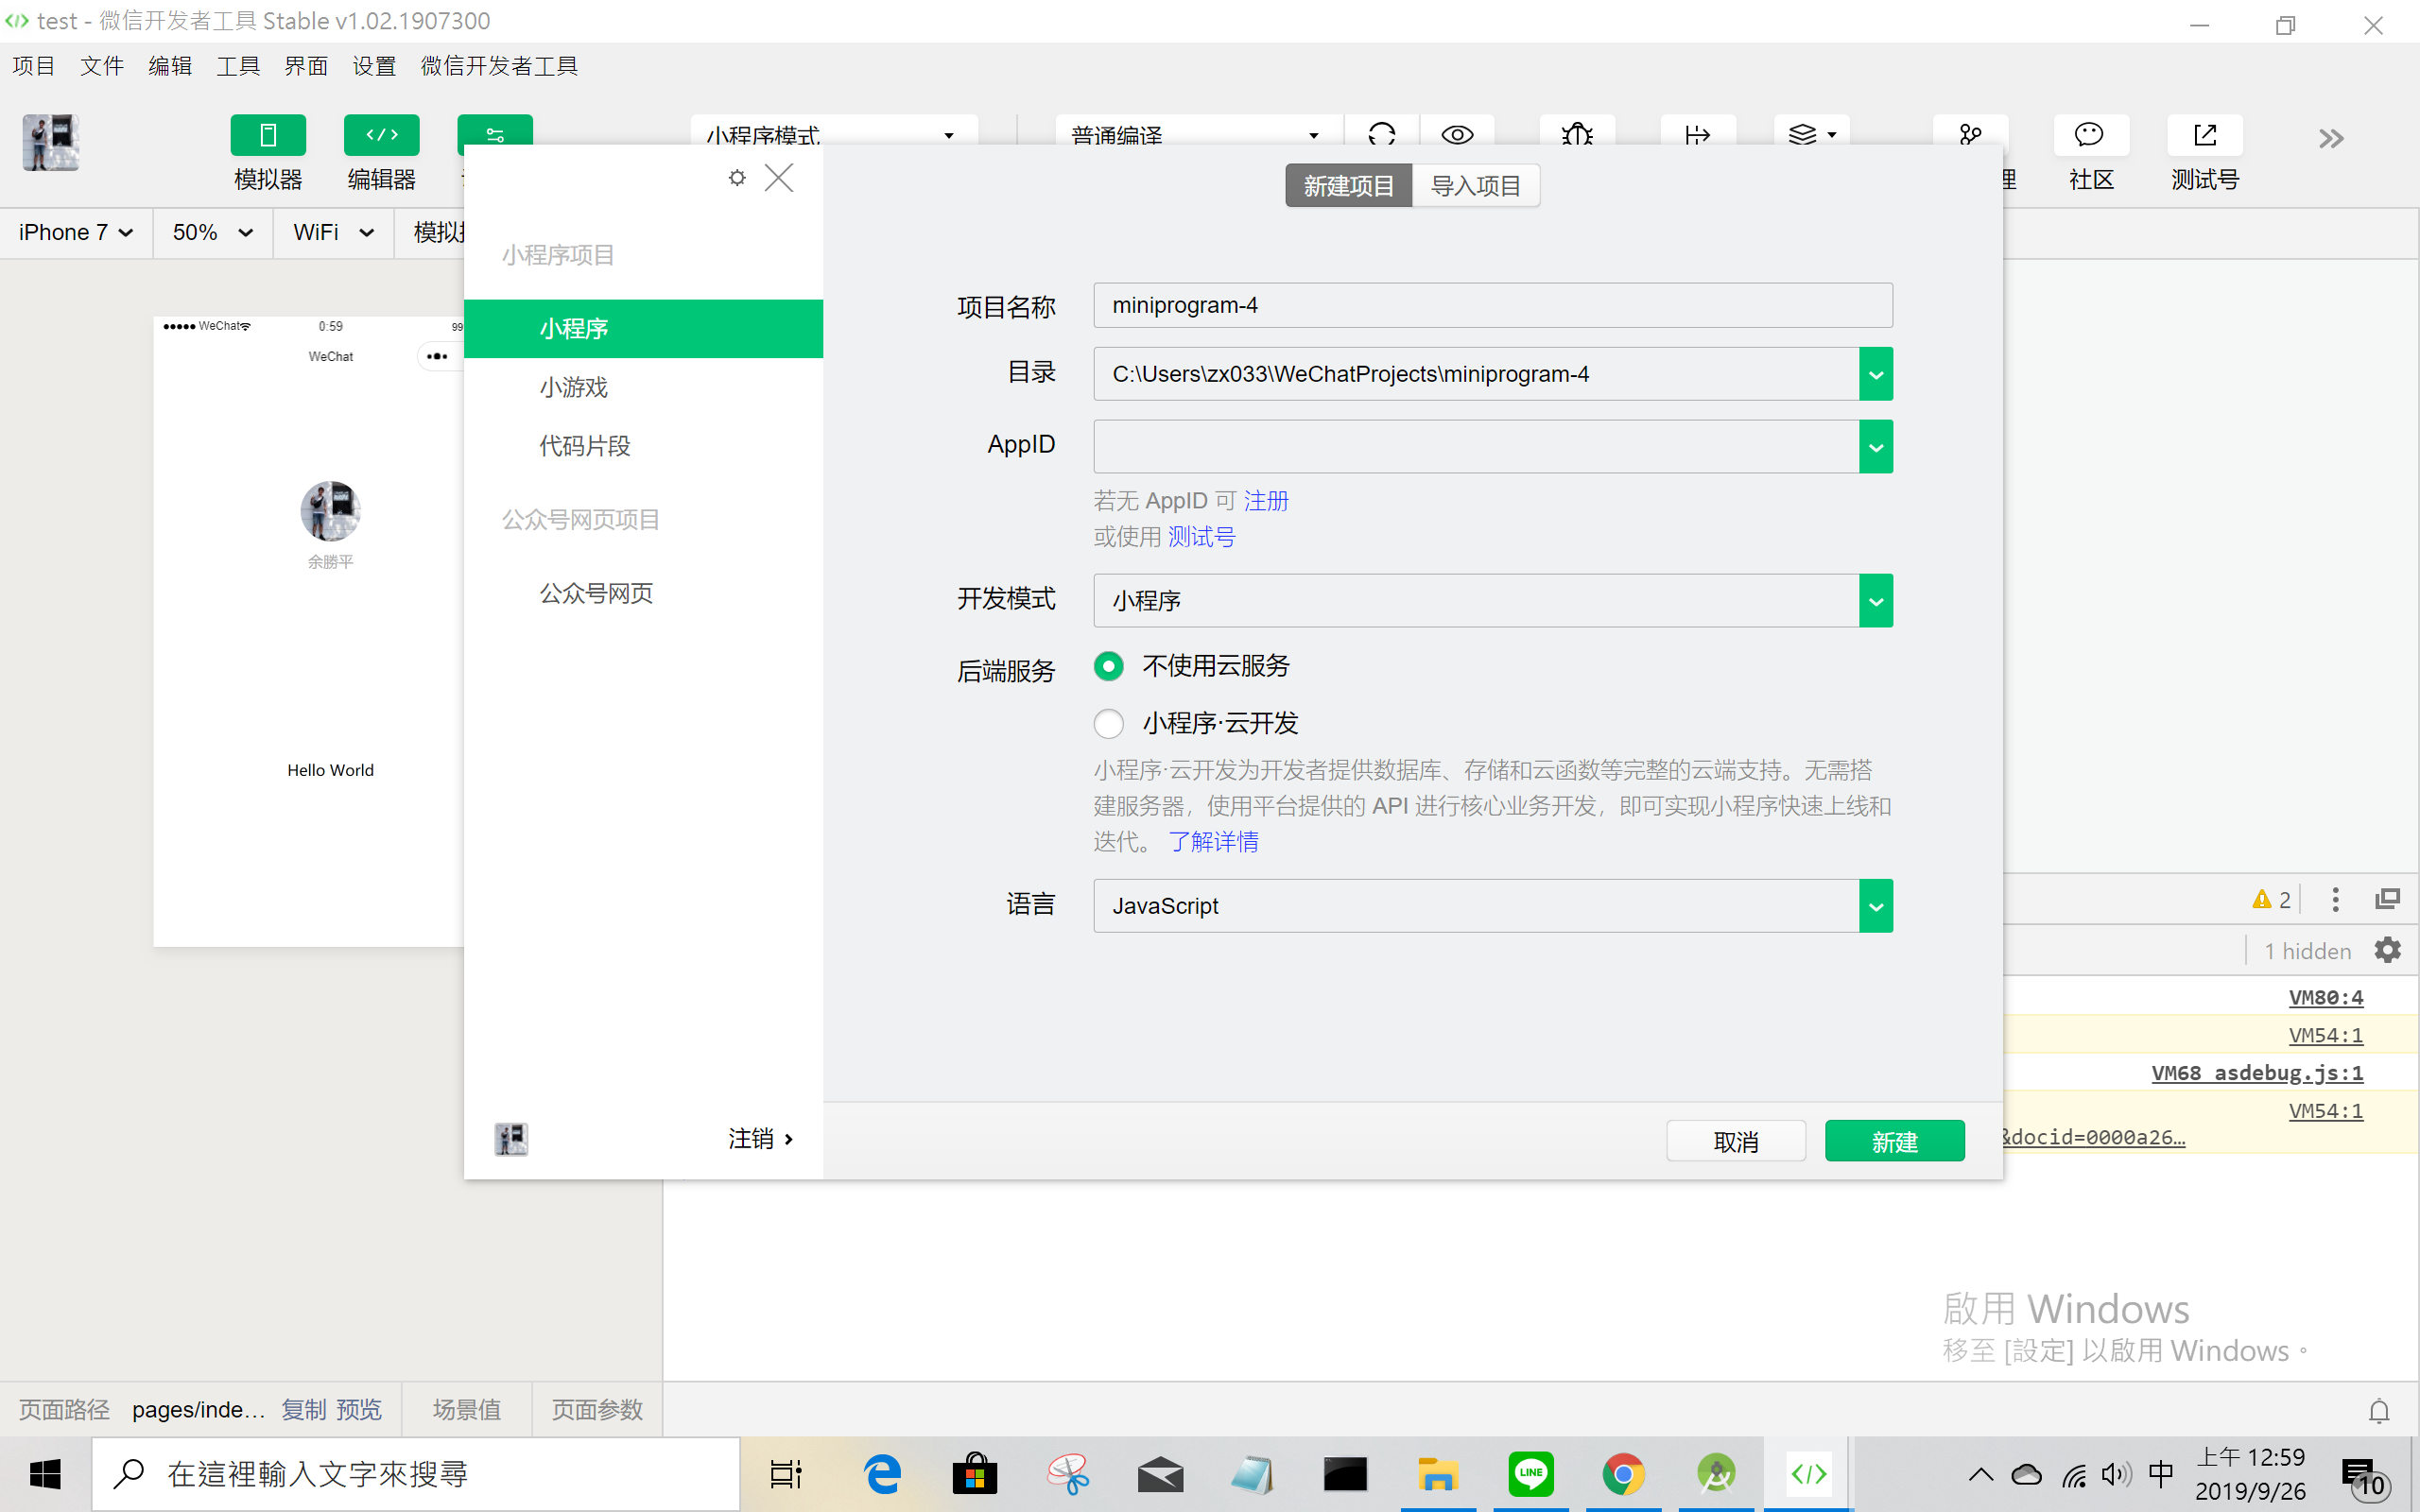 test - 微信开发者工具 Stable v1.02.1907300
项目 文件 编辑 工具 界面 设置 微信开发者工具
小程序模式 普通编译
模拟器 编辑器 理 社区 测试号
iPhone 7 50% WiFi 模拟
WeChat 0:59 99
WeChat
余勝平
Hello World
小程序项目
小程序
小游戏
代码片段
公众号网页项目
公众号网页
注销
新建项目 导入项目
项目名称 miniprogram-4
目录 C:\Users\zx033\WeChatProjects\miniprogram-4
AppID
若无 AppID 可 注册
或使用 测试号
开发模式 小程序
后端服务 不使用云服务
小程序·云开发
小程序·云开发为开发者提供数据库、存储和云函数等完整的云端支持。无需搭
建服务器，使用平台提供的 API 进行核心业务开发，即可实现小程序快速上线和
迭代。 了解详情
语言 JavaScript
取消 新建
2
1 hidden
VM80:4
VM54:1
VM68 asdebug.js:1
VM54:1
&docid=0000a26…
啟用 Windows
移至 [設定] 以啟用 Windows。
页面路径 pages/inde... 复制 预览 场景值 页面参数
在這裡輸入文字來搜尋
LINE
中
上午 12:59
2019/9/26
10